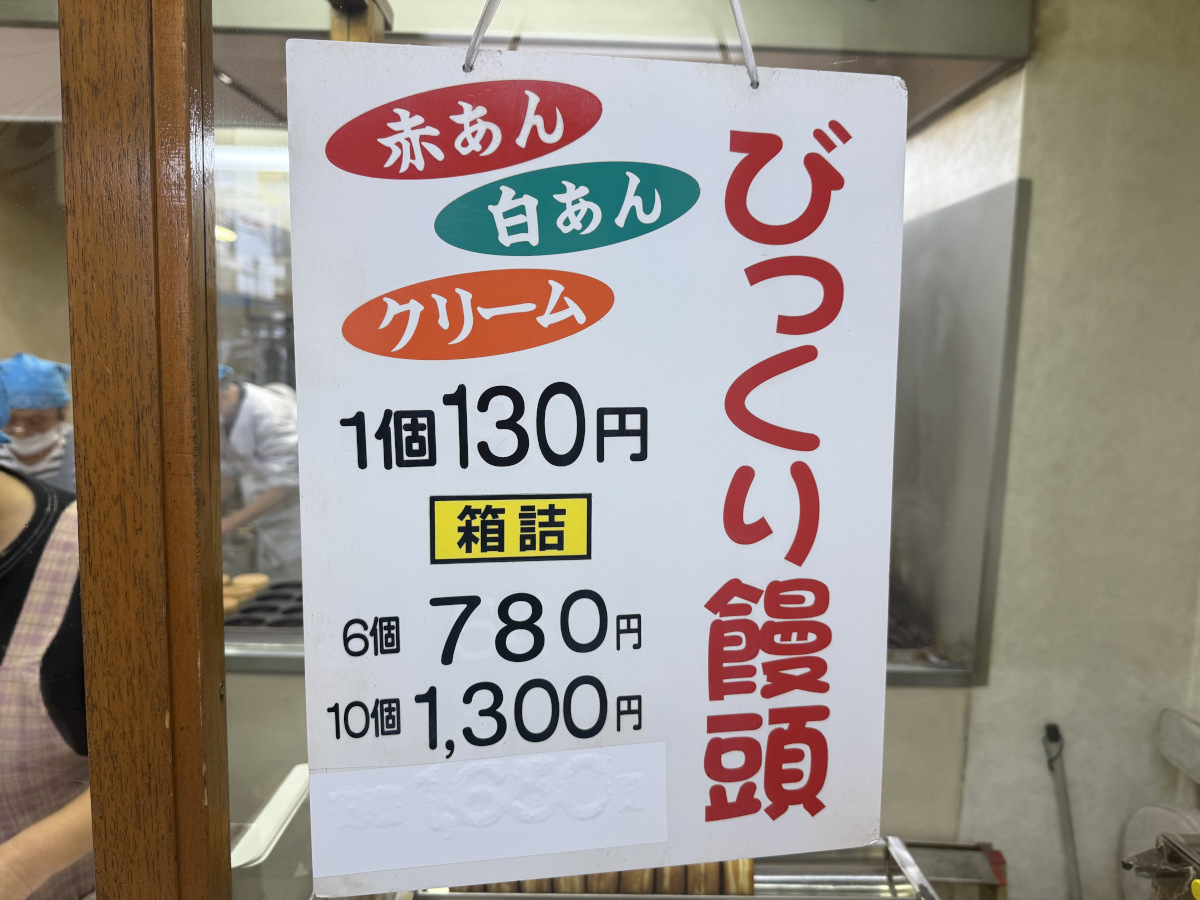 びっくり饅頭
赤あん
白あん
クリーム
1個130円
箱詰
6個 780円
10個 1,300円